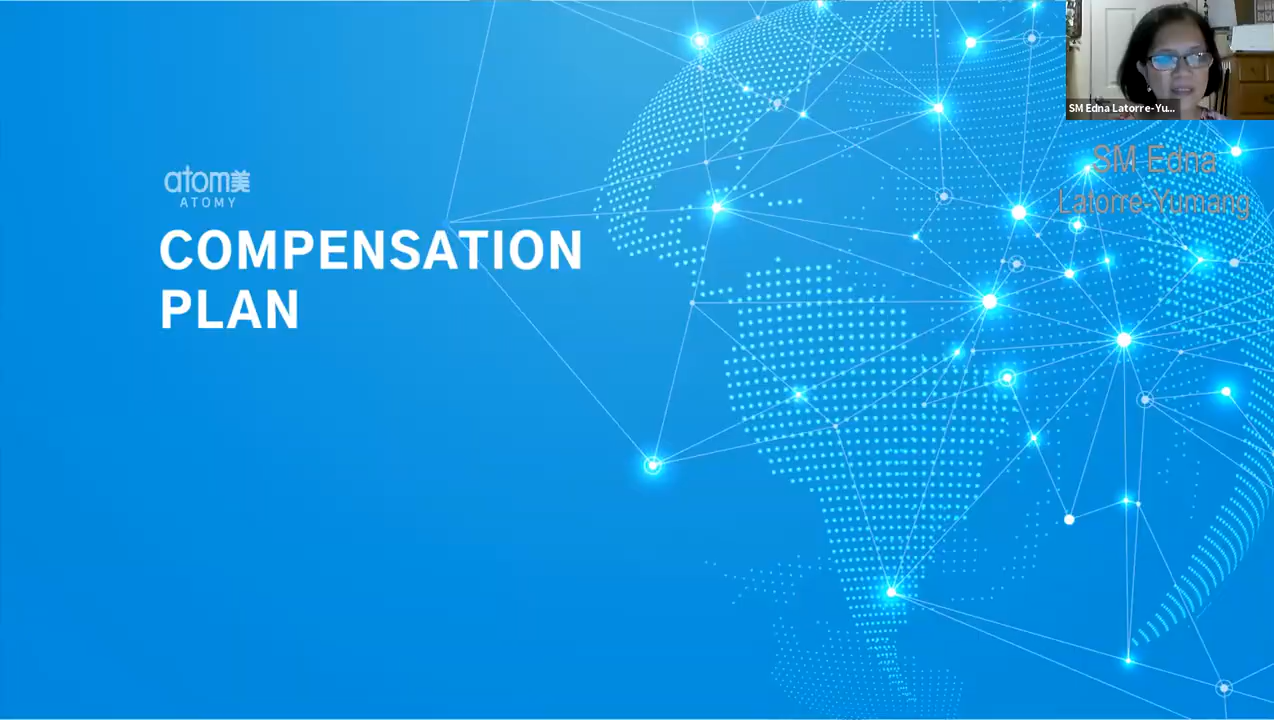 atom美
ATOMY
COMPENSATION
PLAN
SM Edna Latorre-Yu...
SM Edna
Latorre-Yumang